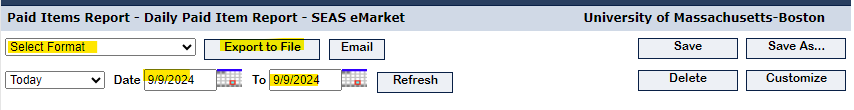 Paid Items Report - Daily Paid Item Report - SEAS eMarket University of Massachusetts-Boston
Select Format Export to File Email Save Save As...
Today Date 9/9/2024 To 9/9/2024 Refresh Delete Customize